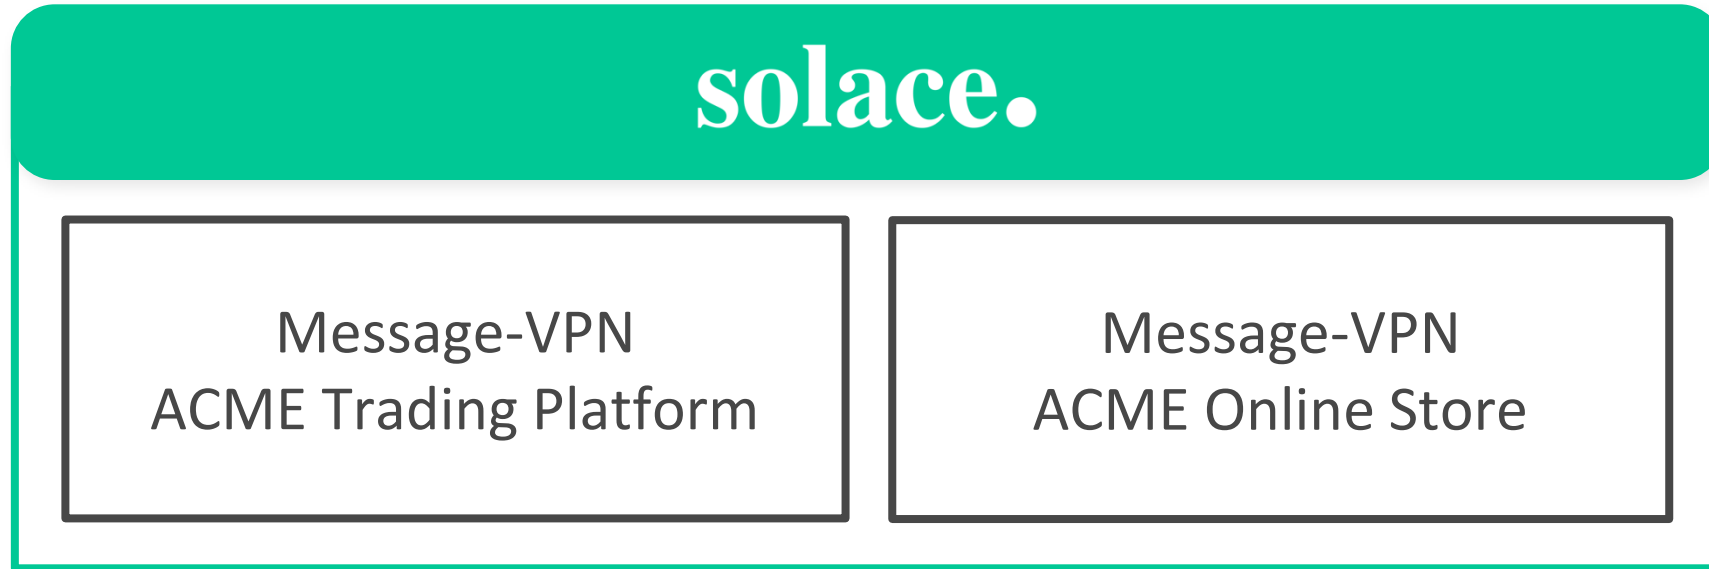 solace.
Message-VPN
ACME Trading Platform
Message-VPN
ACME Online Store